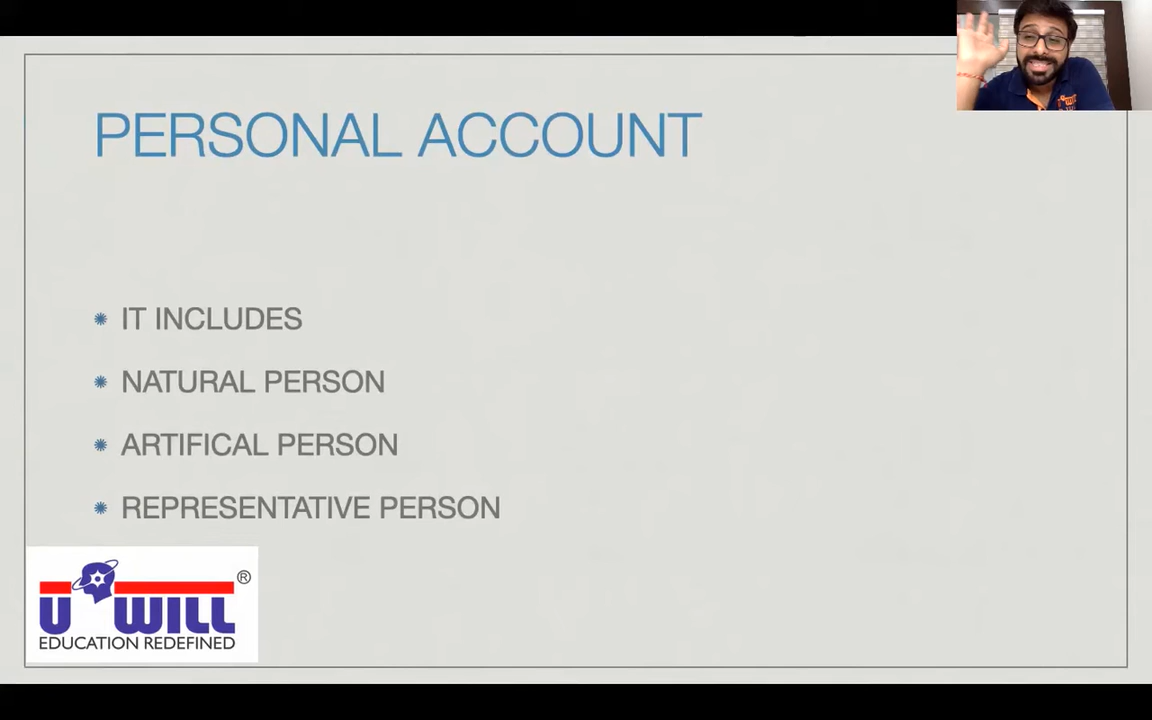 PERSONAL ACCOUNT
IT INCLUDES
NATURAL PERSON
ARTIFICAL PERSON
REPRESENTATIVE PERSON
U WILL ®
EDUCATION REDEFINED